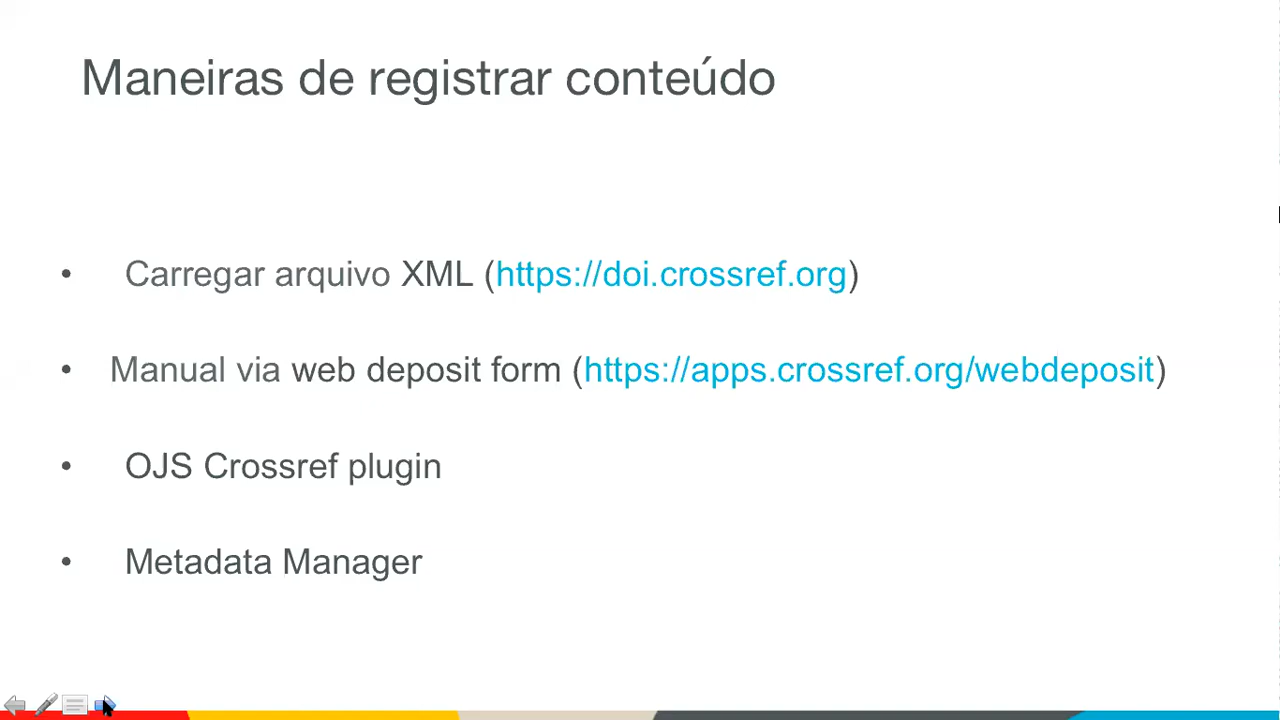 Maneiras de registrar conteúdo
• Carregar arquivo XML (https://doi.crossref.org)
• Manual via web deposit form (https://apps.crossref.org/webdeposit)
• OJS Crossref plugin
• Metadata Manager